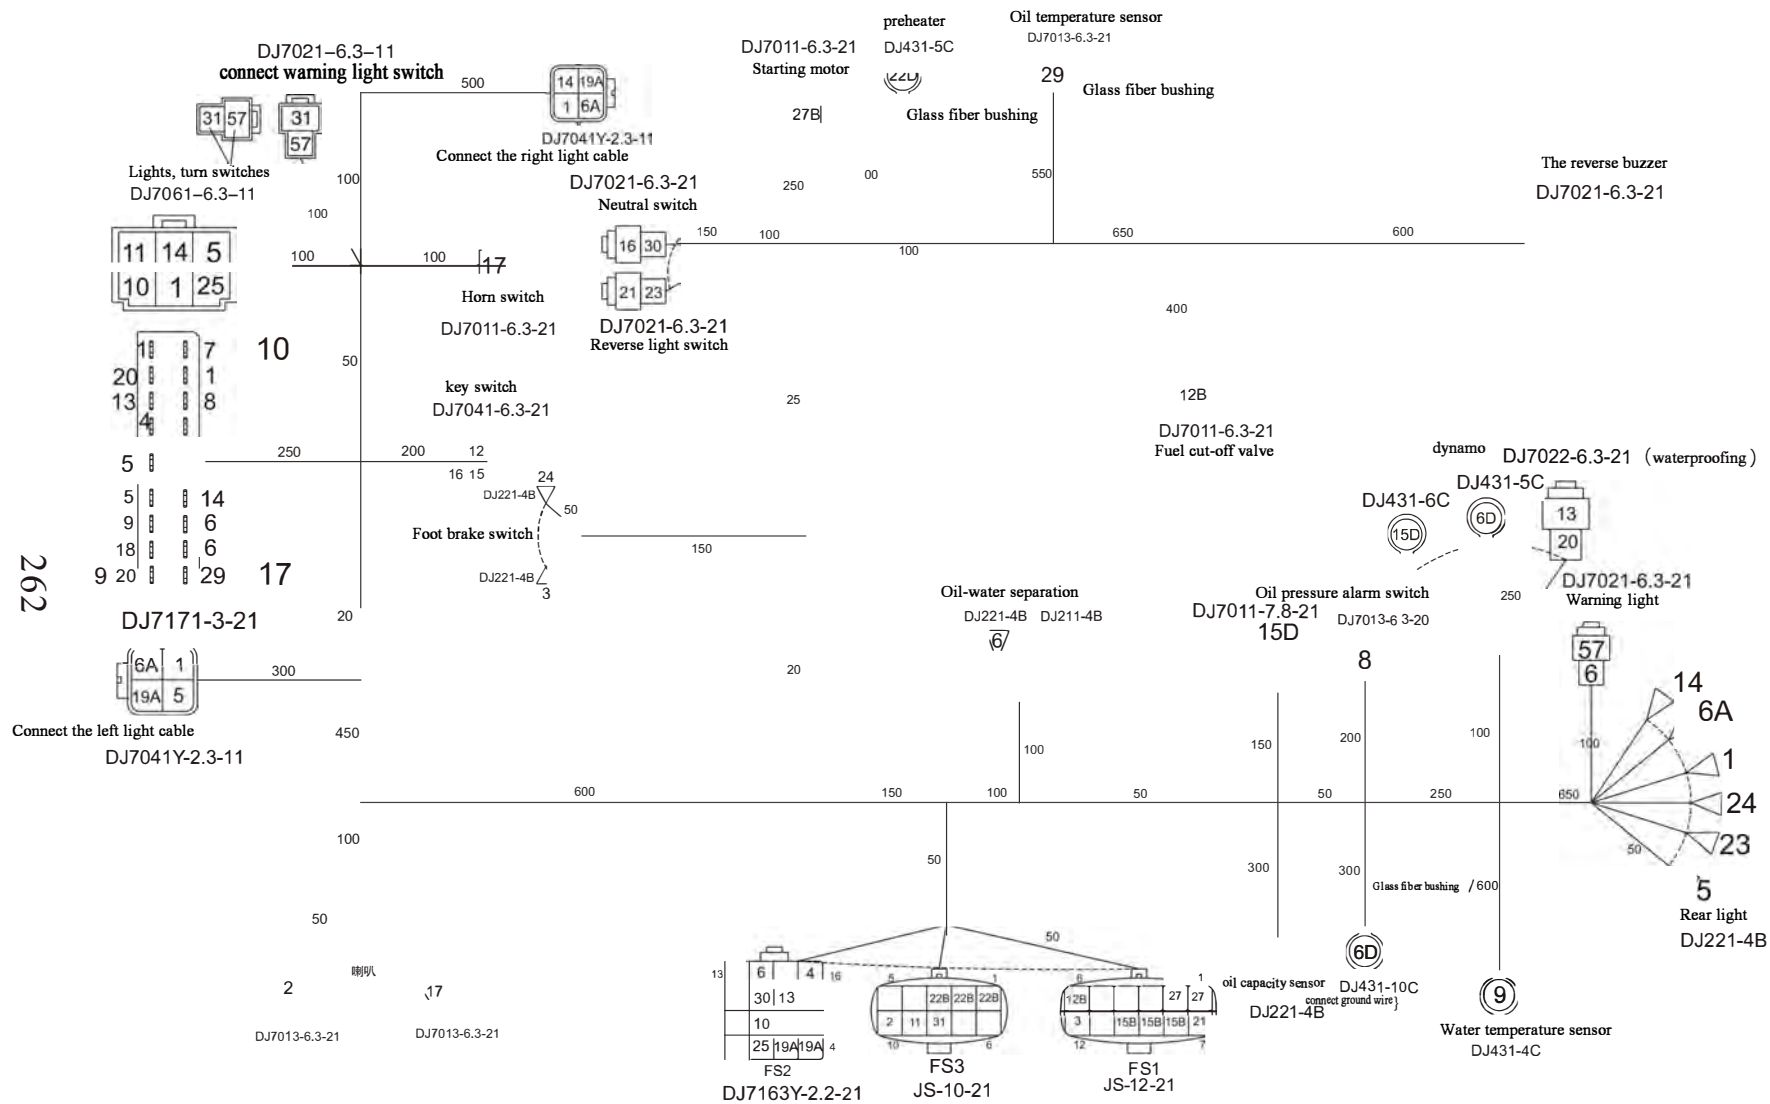 preheater
Oil temperature sensor
DJ7013-6.3-21
DJ7021–6.3–11
connect warning light switch
DJ7011-6.3-21
DJ431-5C
Starting motor
500
14 19A
1 6A
22D
29
Glass fiber bushing
31 57
31
57
27B
Glass fiber bushing
DJ7041Y-2.3-11
Connect the right light cable
Lights, turn switches
DJ7061–6.3–11
100
100
DJ7021-6.3-21
Neutral switch
250
00
550
The reverse buzzer
DJ7021-6.3-21
11 14 5
10 1 25
100
100
17
16 30
150
100
100
650
600
21 23
Horn switch
DJ7011-6.3-21
DJ7021-6.3-21
Reverse light switch
400
1 7
10
20 1
13 8
4
50
key switch
DJ7041-6.3-21
25
12B
DJ7011-6.3-21
Fuel cut-off valve
5
250
200
12
16 15
dynamo
DJ7022-6.3-21 (waterproofing)
DJ431-5C
DJ431-6C
24
DJ221-4B
50
5 14
9 6
18 6
9 20 29
17
Foot brake switch
150
15D
6D
13
20
DJ221-4B
3
262
DJ7171-3-21
20
Oil-water separation
DJ221-4B DJ211-4B
6
Oil pressure alarm switch
DJ7011-7.8-21
15D
DJ7013-6 3-20
8
250
DJ7021-6.3-21
Warning light
57
6
6A 1
19A 5
300
20
Connect the left light cable
DJ7041Y-2.3-11
450
100
150
200
100
100
14
6A
1
24
23
5
50
Rear light
DJ221-4B
600
150
100
50
50
250
650
100
50
300
300
Glass fiber bushing
/600
50
50
2
喇叭
17
DJ7013-6.3-21
DJ7013-6.3-21
13
6 4
16
30 13
10
25 19A 19A
4
FS2
DJ7163Y-2.2-21
5 1
22B 22B 22B
2 11 31
10 6
FS3
JS-10-21
6 1
12B 27 27
3 15B 15B 15B 21
12 7
FS1
JS-12-21
oil capacity sensor
DJ221-4B
6D
DJ431-10C
connect ground wire}
9
Water temperature sensor
DJ431-4C